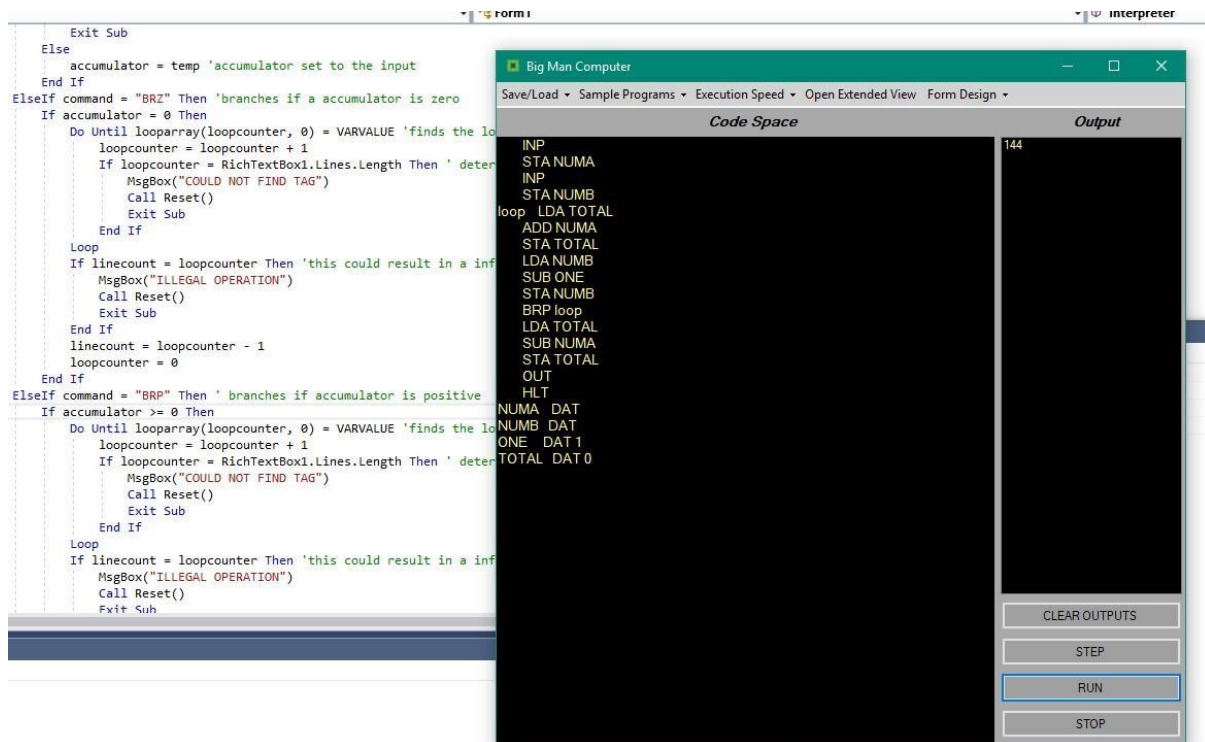 Form1
Interpreter
Exit Sub
Else
accumulator = temp 'accumulator set to the input
End If
ElseIf command = "BRZ" Then 'branches if a accumulator is zero
If accumulator = 0 Then
Do Until looparray(loopcounter, 0) = VARVALUE 'finds the lo
loopcounter = loopcounter + 1
If loopcounter = RichTextBox1.Lines.Length Then ' deter
MsgBox("COULD NOT FIND TAG")
Call Reset()
Exit Sub
End If
Loop
If linecount = loopcounter Then 'this could result in a inf
MsgBox("ILLEGAL OPERATION")
Call Reset()
Exit Sub
End If
linecount = loopcounter - 1
loopcounter = 0
End If
ElseIf command = "BRP" Then ' branches if accumulator is positive
If accumulator >= 0 Then
Do Until looparray(loopcounter, 0) = VARVALUE 'finds the lo
loopcounter = loopcounter + 1
If loopcounter = RichTextBox1.Lines.Length Then ' deter
MsgBox("COULD NOT FIND TAG")
Call Reset()
Exit Sub
End If
Loop
If linecount = loopcounter Then 'this could result in a inf
MsgBox("ILLEGAL OPERATION")
Call Reset()
Exit Sub
Big Man Computer
Save/Load Sample Programs Execution Speed Open Extended View Form Design
Code Space
INP
STA NUMA
INP
STA NUMB
loop LDA TOTAL
ADD NUMA
STA TOTAL
LDA NUMB
SUB ONE
STA NUMB
BRP loop
LDA TOTAL
SUB NUMA
STA TOTAL
OUT
HLT
NUMA DAT
NUMB DAT
ONE DAT 1
TOTAL DAT 0
Output
144
CLEAR OUTPUTS
STEP
RUN
STOP